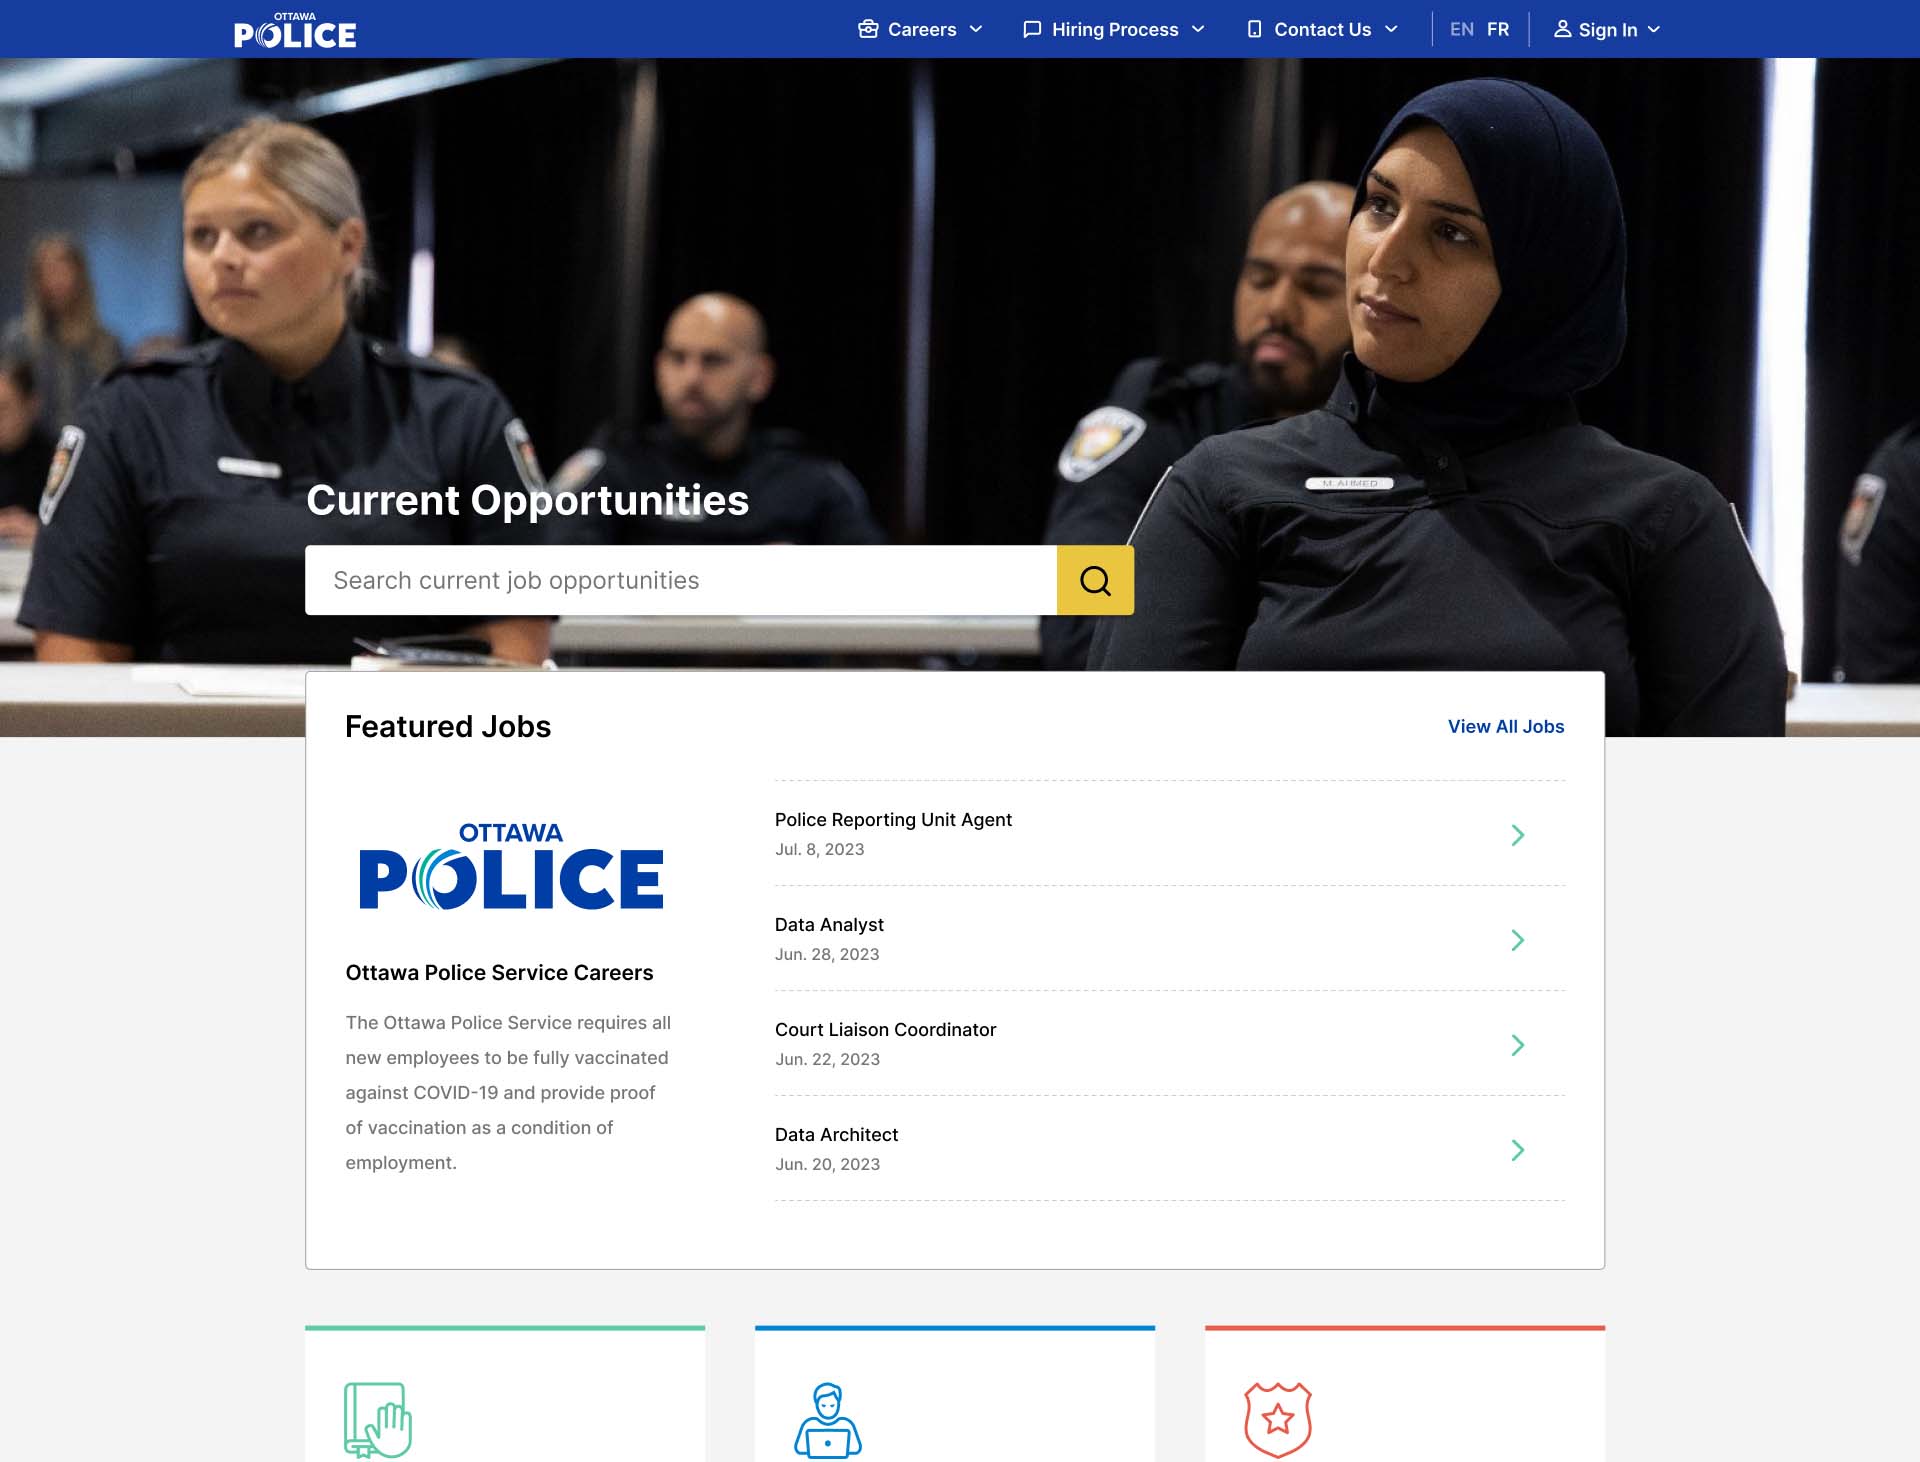 OTTAWA
POLICE
Careers
Hiring Process
Contact Us
EN FR
Sign In
M. AHMED
Current Opportunities
Search current job opportunities
Featured Jobs
View All Jobs
OTTAWA
POLICE
Ottawa Police Service Careers
The Ottawa Police Service requires all
new employees to be fully vaccinated
against COVID-19 and provide proof
of vaccination as a condition of
employment.
Police Reporting Unit Agent
Jul. 8, 2023
Data Analyst
Jun. 28, 2023
Court Liaison Coordinator
Jun. 22, 2023
Data Architect
Jun. 20, 2023